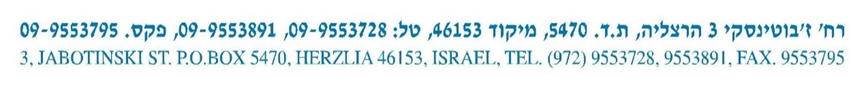 רח' ז'בוטינסקי 3 הרצליה, ת.ד. 5470, מיקוד 46153, טל: 09-9553728, 09-9553891, פקס. 09-9553795
3, JABOTINSKI ST. P.O.BOX 5470, HERZLIA 46153, ISRAEL, TEL. (972) 9553728, 9553891, FAX. 9553795